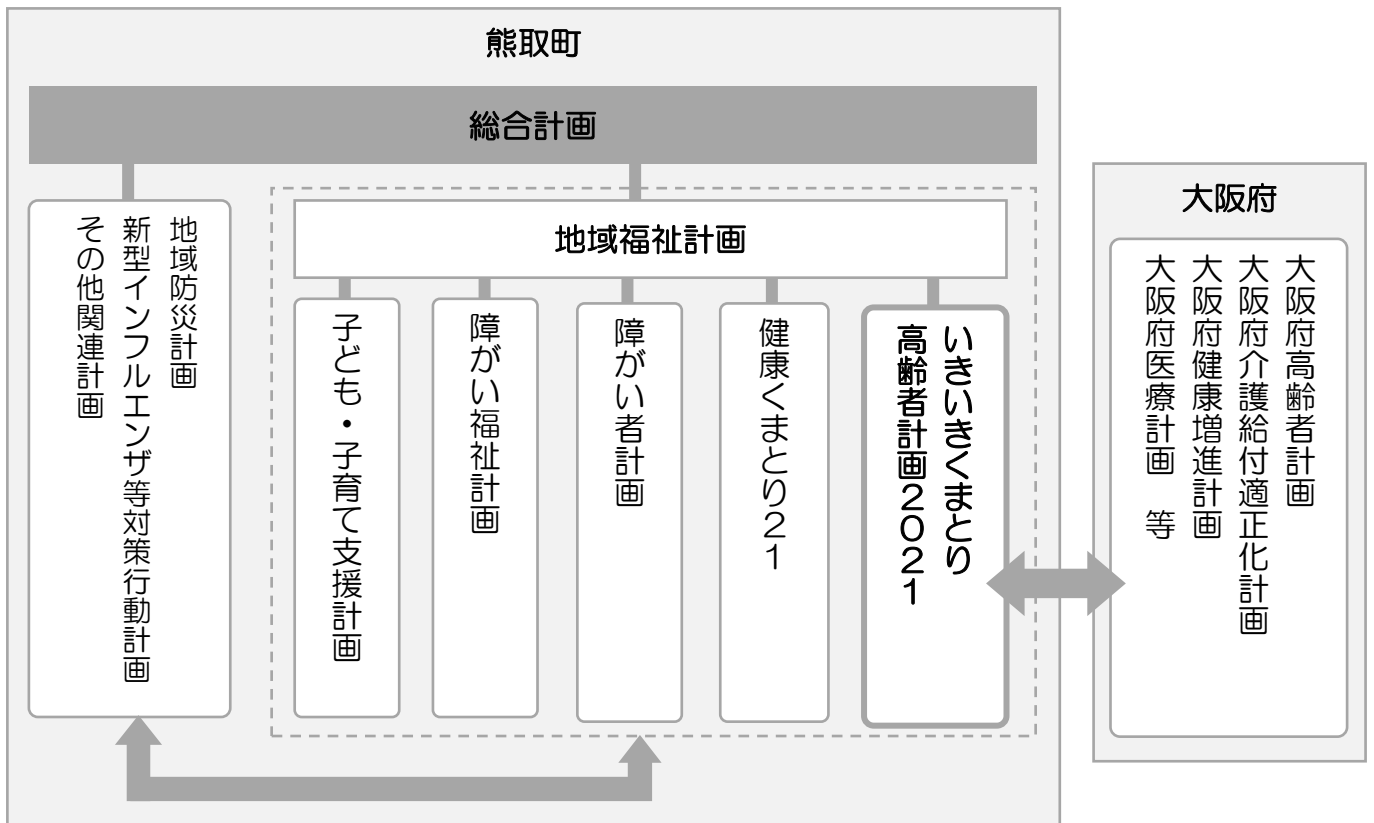 熊取町
総合計画
地域防災計画
新型インフルエンザ等対策行動計画
その他関連計画
地域福祉計画
子ども・子育て支援計画
障がい福祉計画
障がい者計画
健康くまとり21
いきいきくまとり
高齢者計画2021
大阪府
大阪府高齢者計画
大阪府介護給付適正化計画
大阪府健康増進計画
大阪府医療計画　等